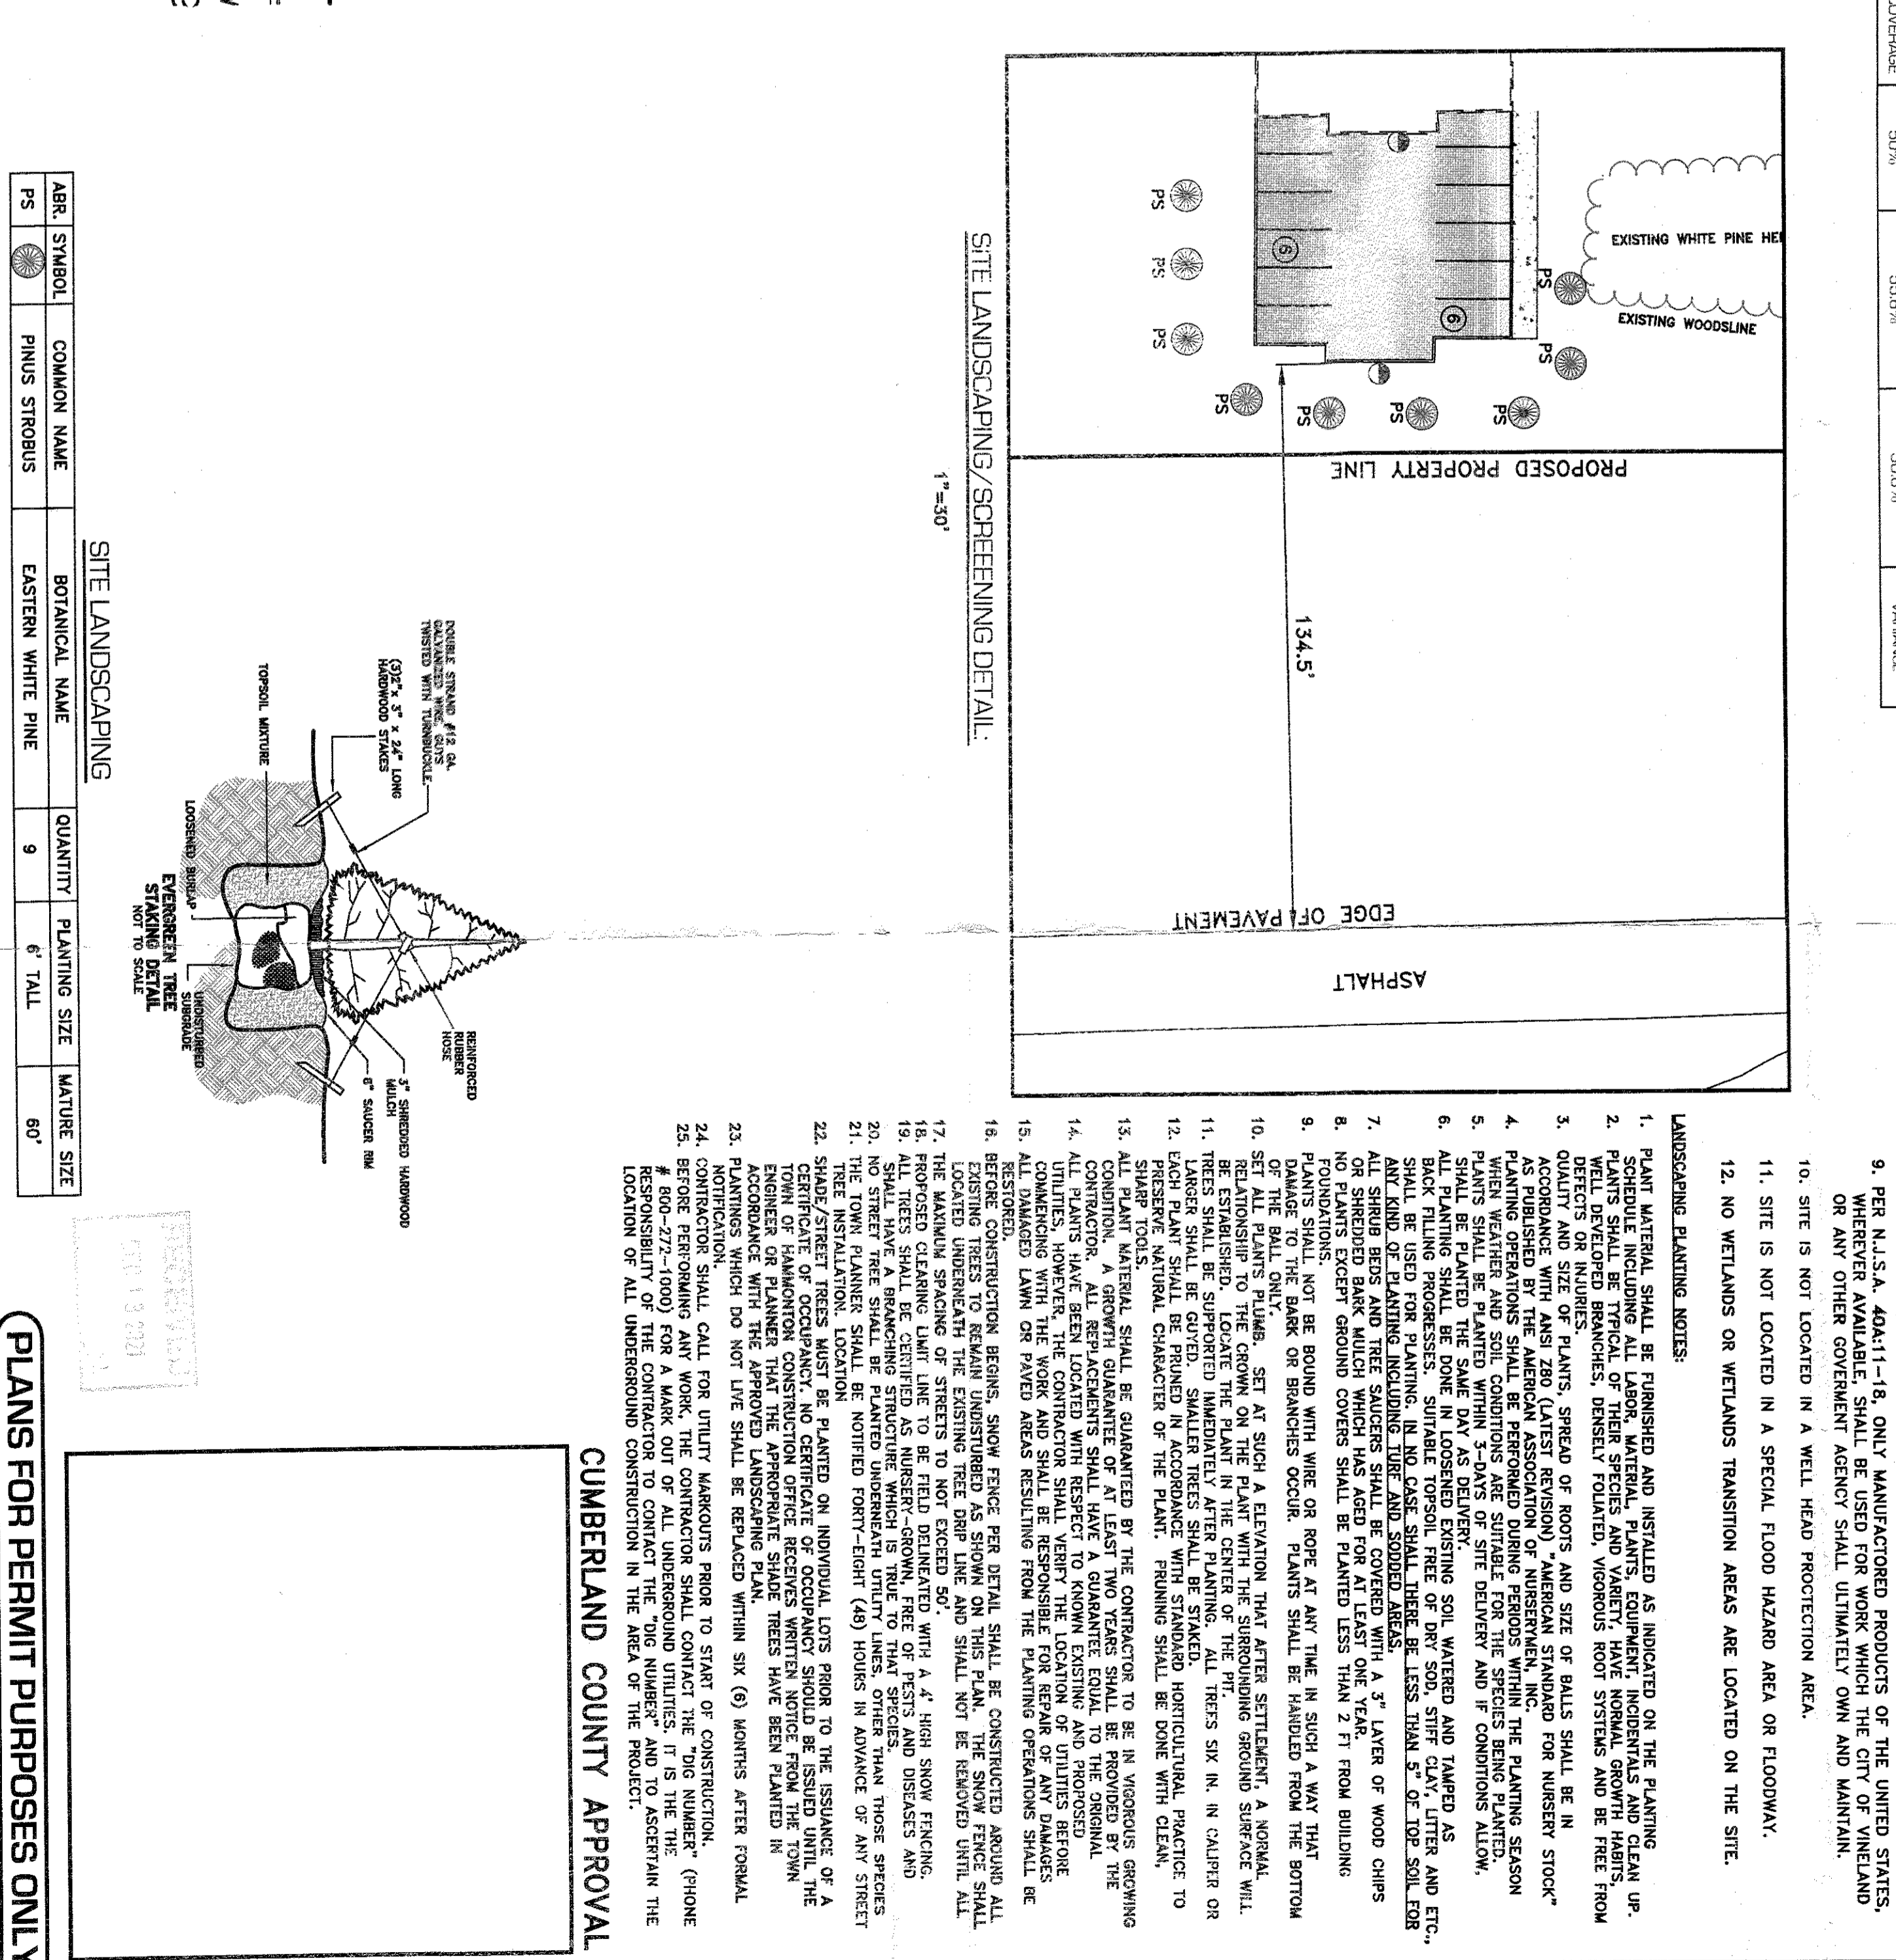 COVERAGE
50%
VARIANCE
9. PER N.J.S.A. 40A:11-18, ONLY MANUFACTORED PRODUCTS OF THE UNITED STATES,
WHEREVER AVAILABLE, SHALL BE USED FOR WORK WHICH THE CITY OF VINELAND
OR ANY OTHER GOVERMENT AGENCY SHALL ULTIMATELY OWN AND MAINTAIN.
10. SITE IS NOT LOCATED IN A WELL HEAD PROCTECTION AREA.
11. SITE IS NOT LOCATED IN A SPECIAL FLOOD HAZARD AREA OR FLOODWAY.
12. NO WETLANDS OR WETLANDS TRANSITION AREAS ARE LOCATED ON THE SITE.
LANDSCAPING PLANTING NOTES:
1. PLANT MATERIAL SHALL BE FURNISHED AND INSTALLED AS INDICATED ON THE PLANTING
SCHEDULE INCLUDING ALL LABOR, MATERIAL, PLANTS, EQUIPMENT, INCIDENTALS AND CLEAN UP.
2. PLANTS SHALL BE TYPICAL OF THEIR SPECIES AND VARIETY, HAVE NORMAL GROWTH HABITS,
WELL DEVELOPED BRANCHES, DENSELY FOLIATED, VIGOROUS ROOT SYSTEMS AND BE FREE FROM
DEFECTS OR INJURIES.
3. QUALITY AND SIZE OF PLANTS, SPREAD OF ROOTS AND SIZE OF BALLS SHALL BE IN
ACCORDANCE WITH ANSI Z80 (LATEST REVISION) "AMERICAN STANDARD FOR NURSERY STOCK"
AS PUBLISHED BY THE AMERICAN ASSOCIATION OF NURSERYMEN, INC.
4. PLANTING OPERATIONS SHALL BE PERFORMED DURING PERIODS WITHIN THE PLANTING SEASON
WHEN WEATHER AND SOIL CONDITIONS ARE SUITABLE FOR THE SPECIES BEING PLANTED.
5. PLANTS SHALL BE PLANTED WITHIN 3-DAYS OF SITE DELIVERY AND IF CONDITIONS ALLOW,
SHALL BE PLANTED THE SAME DAY AS DELIVERY.
6. ALL PLANTING SHALL BE DONE IN LOOSENED EXISTING SOIL WATERED AND TAMPED AS
BACK FILLING PROGRESSES. SUITABLE TOPSOIL FREE OF DRY SOD, STIFF CLAY, LITTER AND ETC.,
SHALL BE USED FOR PLANTING. IN NO CASE SHALL THERE BE LESS THAN 5" OF TOP SOIL FOR
ANY KIND OF PLANTING INCLUDING TURF AND SODDED AREAS.
7. ALL SHRUB BEDS AND TREE SAUCERS SHALL BE COVERED WITH A 3" LAYER OF WOOD CHIPS
OR SHREDDED BARK MULCH WHICH HAS AGED FOR AT LEAST ONE YEAR.
8. NO PLANTS EXCEPT GROUND COVERS SHALL BE PLANTED LESS THAN 2 FT FROM BUILDING
FOUNDATIONS.
9. PLANTS SHALL NOT BE BOUND WITH WIRE OR ROPE AT ANY TIME IN SUCH A WAY THAT
DAMAGE TO THE BARK OR BRANCHES OCCUR. PLANTS SHALL BE HANDLED FROM THE BOTTOM
OF THE BALL ONLY.
10. SET ALL PLANTS PLUMB. SET AT SUCH A ELEVATION THAT AFTER SETTLEMENT, A NORMAL
RELATIONSHIP TO THE CROWN ON THE PLANT WITH THE SURROUNDING GROUND SURFACE WILL
BE ESTABLISHED. LOCATE THE PLANT IN THE CENTER OF THE PIT.
11. TREES SHALL BE SUPPORTED IMMEDIATELY AFTER PLANTING. ALL TREES SIX IN. IN CALIPER OR
LARGER SHALL BE GUYED. SMALLER TREES SHALL BE STAKED.
12. EACH PLANT SHALL BE PRUNED IN ACCORDANCE WITH STANDARD HORTICULTURAL PRACTICE TO
PRESERVE NATURAL CHARACTER OF THE PLANT. PRUNING SHALL BE DONE WITH CLEAN,
SHARP TOOLS.
13. ALL PLANT MATERIAL SHALL BE GUARANTEED BY THE CONTRACTOR TO BE IN VIGOROUS GROWING
CONDITION. A GROWTH GUARANTEE OF AT LEAST TWO YEARS SHALL BE PROVIDED BY THE
CONTRACTOR. ALL REPLACEMENTS SHALL HAVE A GUARANTEE EQUAL TO THE ORIGINAL
14. ALL PLANTS HAVE BEEN LOCATED WITH RESPECT TO KNOWN EXISTING AND PROPOSED
UTILITIES, HOWEVER, THE CONTRACTOR SHALL VERIFY THE LOCATION OF UTILITIES BEFORE
COMMENCING WITH THE WORK AND SHALL BE RESPONSIBLE FOR REPAIR OF ANY DAMAGES
15. ALL DAMAGED LAWN OR PAVED AREAS RESULTING FROM THE PLANTING OPERATIONS SHALL BE
RESTORED.
16. BEFORE CONSTRUCTION BEGINS, SNOW FENCE PER DETAIL SHALL BE CONSTRUCTED AROUND ALL
EXISTING TREES TO REMAIN UNDISTURBED AS SHOWN ON THIS PLAN. THE SNOW FENCE SHALL
LOCATED UNDERNEATH THE EXISTING TREE DRIP LINE AND SHALL NOT BE REMOVED UNTIL ALL
17. THE MAXIMUM SPACING OF STREETS TO NOT EXCEED 50'.
18. PROPOSED CLEARING LIMIT LINE TO BE FIELD DELINEATED WITH A 4' HIGH SNOW FENCING.
19. ALL TREES SHALL BE CERTIFIED AS NURSERY-GROWN, FREE OF PESTS AND DISEASES AND
SHALL HAVE A BRANCHING STRUCTURE WHICH IS TRUE TO THAT SPECIES.
20. NO STREET TREE SHALL BE PLANTED UNDERNEATH UTILITY LINES, OTHER THAN THOSE SPECIES
21. THE TOWN PLANNER SHALL BE NOTIFIED FORTY-EIGHT (48) HOURS IN ADVANCE OF ANY STREET
TREE INSTALLATION. LOCATION
22. SHADE/STREET TREES MUST BE PLANTED ON INDIVIDUAL LOTS PRIOR TO THE ISSUANCE OF A
CERTIFICATE OF OCCUPANCY. NO CERTIFICATE OF OCCUPANCY SHOULD BE ISSUED UNTIL THE
TOWN OF HAMMONTON CONSTRUCTION OFFICE RECEIVES WRITTEN NOTICE FROM THE TOWN
ENGINEER OR PLANNER THAT THE APPROPRIATE SHADE TREES HAVE BEEN PLANTED IN
ACCORDANCE WITH THE APPROVED LANDSCAPING PLAN.
23. PLANTINGS WHICH DO NOT LIVE SHALL BE REPLACED WITHIN SIX (6) MONTHS AFTER FORMAL
NOTIFICATION.
24. CONTRACTOR SHALL CALL FOR UTILITY MARKOUTS PRIOR TO START OF CONSTRUCTION.
25. BEFORE PERFORMING ANY WORK, THE CONTRACTOR SHALL CONTACT THE "DIG NUMBER" (PHONE
# 800-272-1000) FOR A MARK OUT OF ALL UNDERGROUND UTILITIES. IT IS THE THE
RESPONSIBILITY OF THE CONTRACTOR TO CONTACT THE "DIG NUMBER" AND TO ASCERTAIN THE
LOCATION OF ALL UNDERGROUND CONSTRUCTION IN THE AREA OF THE PROJECT.
EXISTING WHITE PINE
EXISTING WOODSLINE
PS
PS
6
6
PS
PS
PS
PS
PS
PS
PS
PROPOSED PROPERTY LINE
134.5'
EDGE OF PAVEMENT
ASPHALT
SITE LANDSCAPING/SCREEENING DETAIL:
1"=30'
DOUBLE STRAND #12 GA.
GALVANIZED WIRE, GUYS
TWISTED WITH TURNBUCKLE.
(3)2"x 3" x 24" LONG
HARDWOOD STAKES
TOPSOIL MIXTURE
LOOSENED BURLAP
REINFORCED
RUBBER
HOSE
3" SHREDDED HARDWOOD
MULCH
6" SAUCER RIM
UNDISTURBED
SUBGRADE
EVERGREEN TREE
STAKING DETAIL
NOT TO SCALE
SITE LANDSCAPING
ABR. SYMBOL COMMON NAME BOTANICAL NAME QUANTITY PLANTING SIZE MATURE SIZE
PS PINUS STROBUS EASTERN WHITE PINE 9 6' TALL 60'
CUMBERLAND COUNTY APPROVAL
13 2021
PLANS FOR PERMIT PURPOSES ONLY